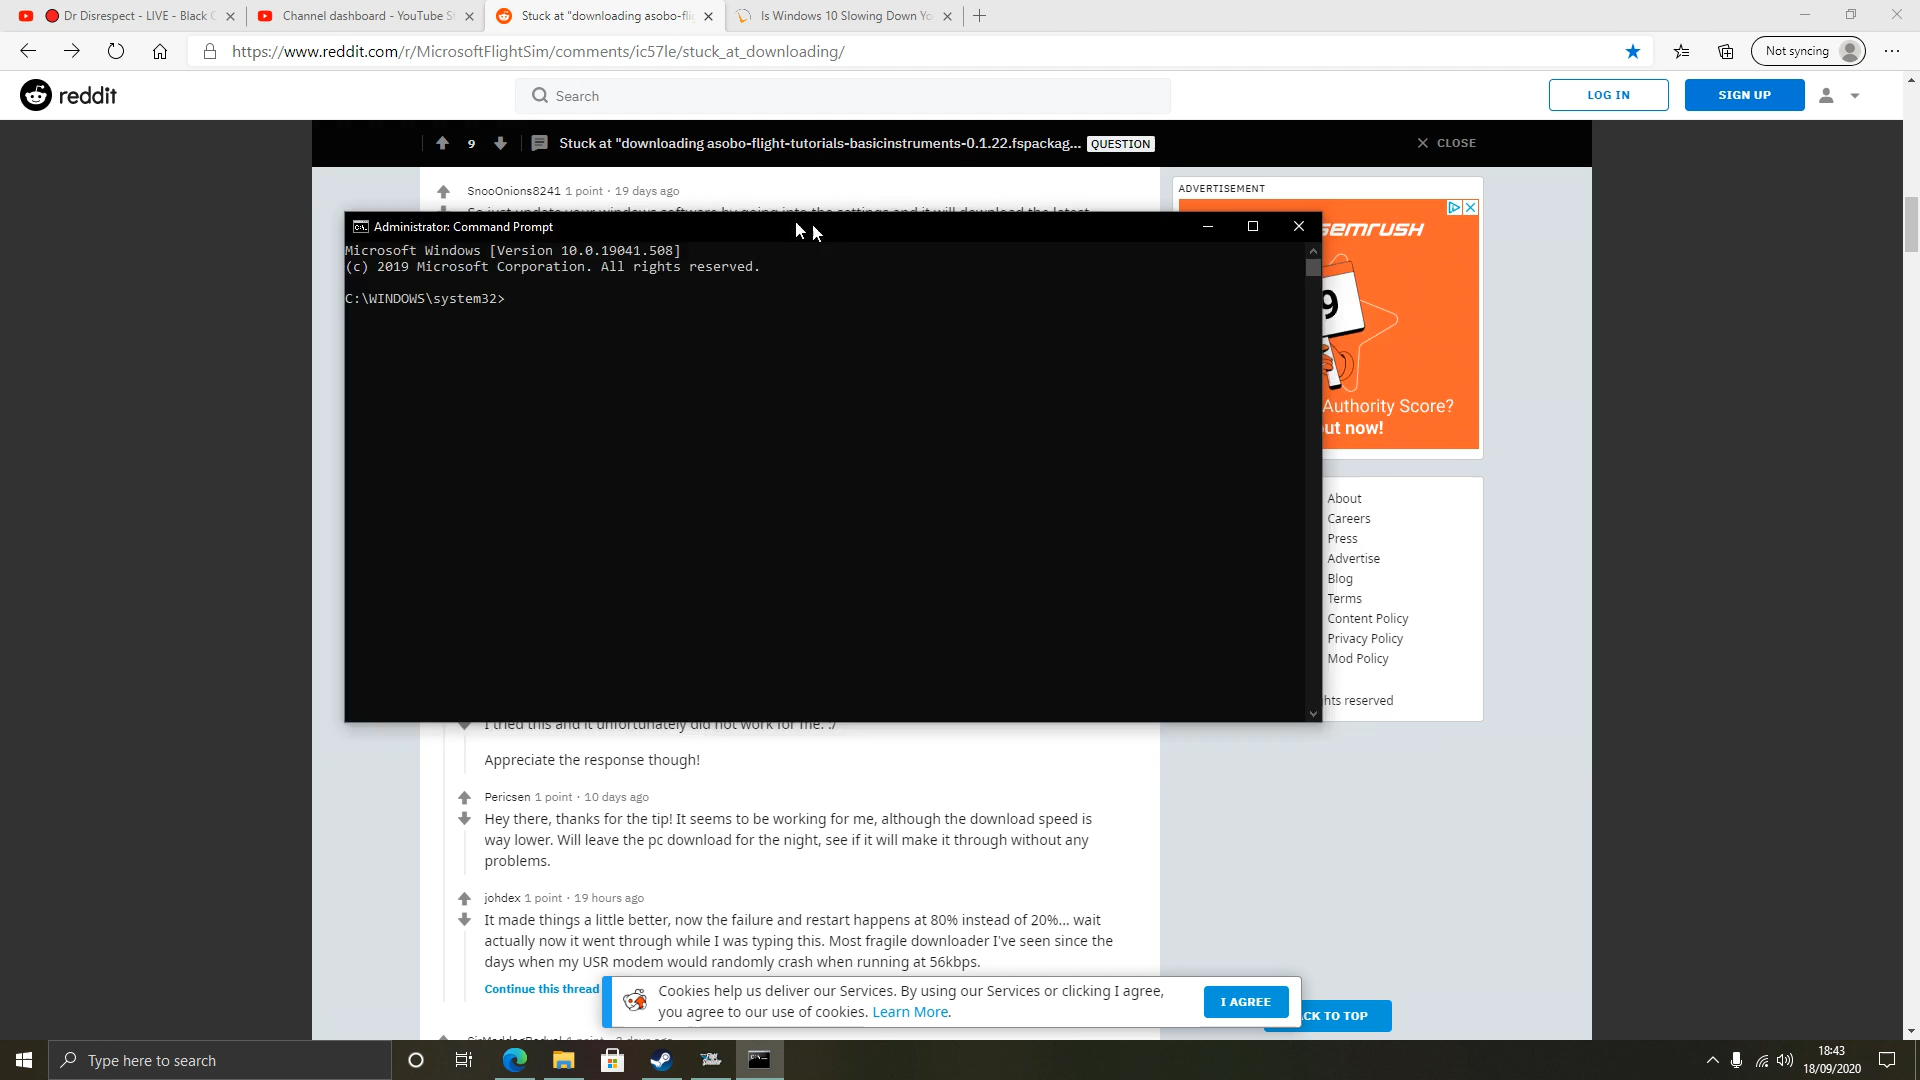 Dr Disrespect - LIVE - Black
Channel dashboard - YouTube S
Stuck at "downloading asobo-fli
Is Windows 10 Slowing Down Yo
https://www.reddit.com/r/MicrosoftFlightSim/comments/ic57le/stuck_at_downloading/
Not syncing
reddit
Search
LOG IN
SIGN UP
9
Stuck at "downloading asobo-flight-tutorials-basicinstruments-0.1.22.fspackag...
QUESTION
CLOSE
SnooOnions8241 1 point · 19 days ago
ADVERTISEMENT
Administrator: Command Prompt
Microsoft Windows [Version 10.0.19041.508]
(c) 2019 Microsoft Corporation. All rights reserved.
C:\WINDOWS\system32>
SEMRUSH
9
Authority Score?
out now!
About
Careers
Press
Advertise
Blog
Terms
Content Policy
Privacy Policy
Mod Policy
hts reserved
I tried this and it unfortunately did not work for me. :/
Appreciate the response though!
Pericsen 1 point · 10 days ago
Hey there, thanks for the tip! It seems to be working for me, although the download speed is
way lower. Will leave the pc download for the night, see if it will make it through without any
problems.
johdex 1 point · 19 hours ago
It made things a little better, now the failure and restart happens at 80% instead of 20%... wait
actually now it went through while I was typing this. Most fragile downloader I've seen since the
days when my USR modem would randomly crash when running at 56kbps.
Continue this thread
Cookies help us deliver our Services. By using our Services or clicking I agree,
you agree to our use of cookies. Learn More.
I AGREE
CK TO TOP
Type here to search
18:43
18/09/2020